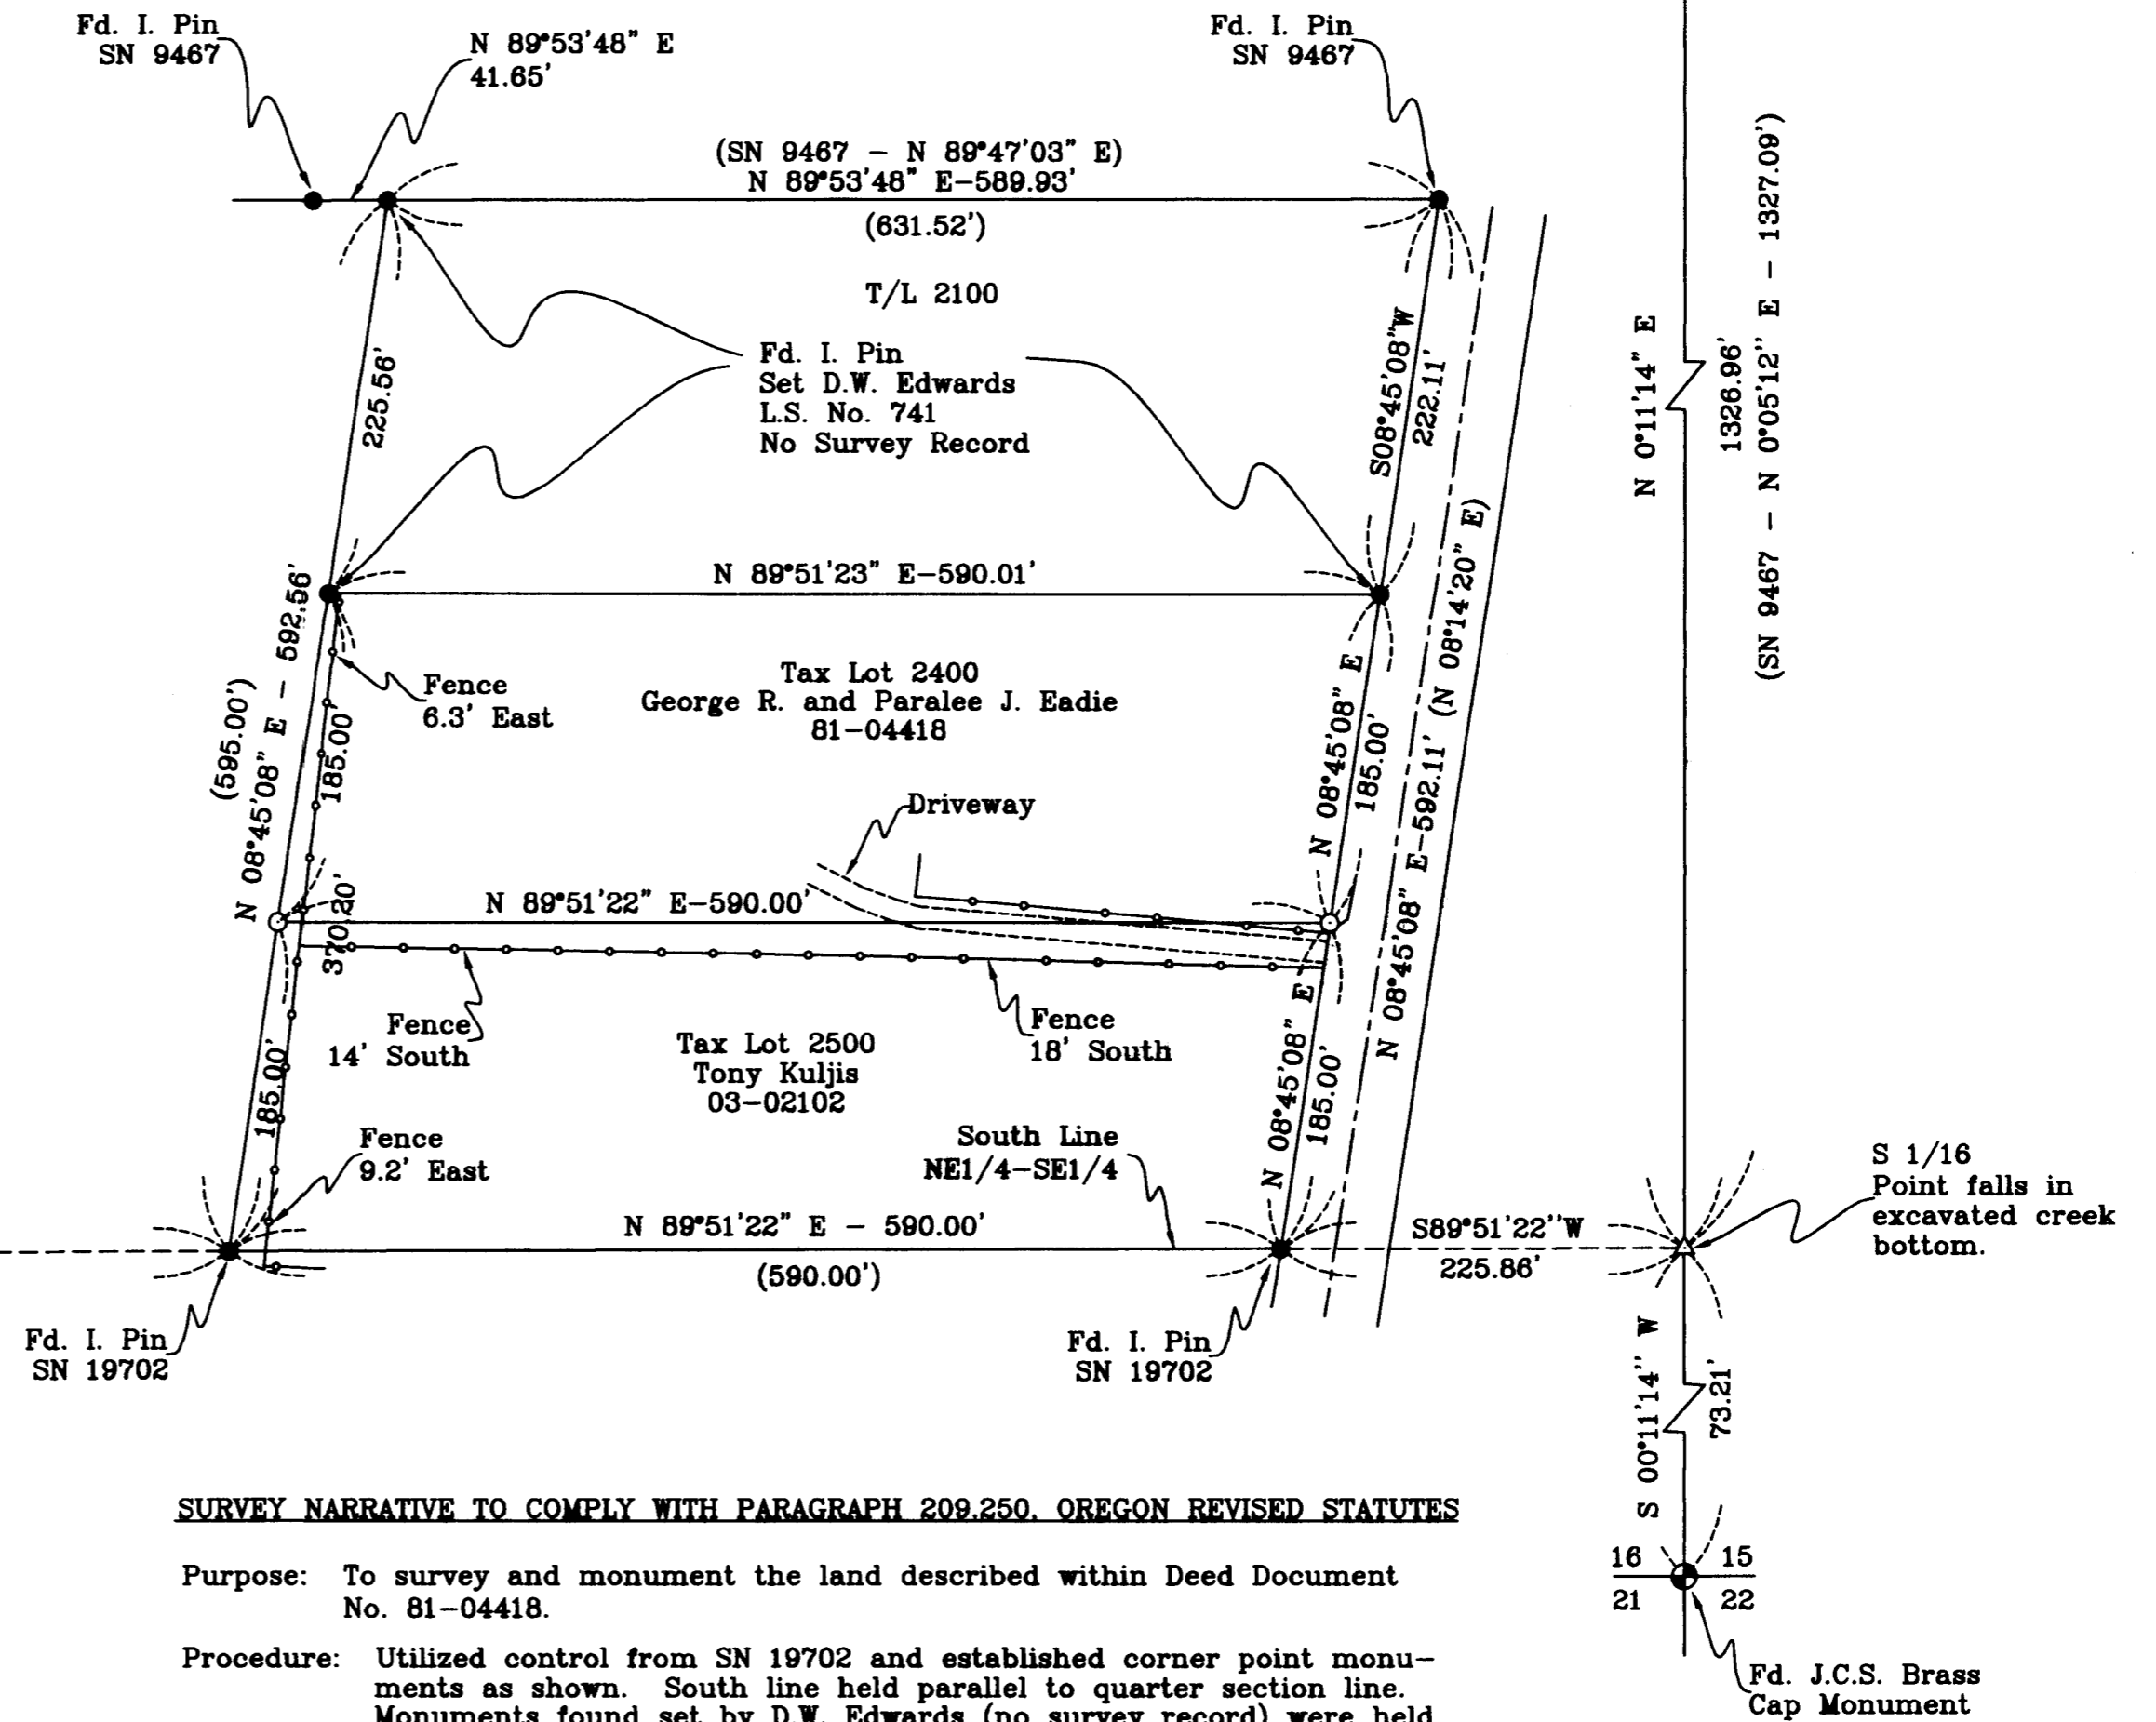 Fd. I. Pin
SN 9467
N 89°53'48" E
41.65'
Fd. I. Pin
SN 9467
(SN 9467 - N 89°47'03" E)
N 89°53'48" E-589.93'
(631.52')
T/L 2100
225.56'
Fd. I. Pin
Set D.W. Edwards
L.S. No. 741
No Survey Record
S08°45'08"W
222.11'
N 0°11'14" E
1326.96'
(SN 9467 - N 0°05'12" E - 1327.09')
N 89°51'23" E-590.01'
(595.00')
N 08°45'08" E - 592.56'
185.00'
Fence
6.3' East
Tax Lot 2400
George R. and Paralee J. Eadie
81-04418
N 08°45'08" E
185.00'
N 08°45'08" E-592.11' (N 08°14'20" E)
Driveway
N 89°51'22" E-590.00'
370.20'
Fence
14' South
Fence
18' South
Tax Lot 2500
Tony Kuljis
03-02102
185.00'
Fence
9.2' East
South Line
NE1/4-SE1/4
N 08°45'08" E
185.00'
N 89°51'22" E - 590.00'
(590.00')
S89°51'22"W
225.86'
S 1/16
Point falls in
excavated creek
bottom.
Fd. I. Pin
SN 19702
Fd. I. Pin
SN 19702
S 00°11'14" W
73.21'
16 15
21 22
Fd. J.C.S. Brass
Cap Monument
SURVEY NARRATIVE TO COMPLY WITH PARAGRAPH 209.250, OREGON REVISED STATUTES
Purpose: To survey and monument the land described within Deed Document
No. 81-04418.
Procedure: Utilized control from SN 19702 and established corner point monu-
ments as shown. South line held parallel to quarter section line.
Monuments found set by D.W. Edwards (no survey record) were held